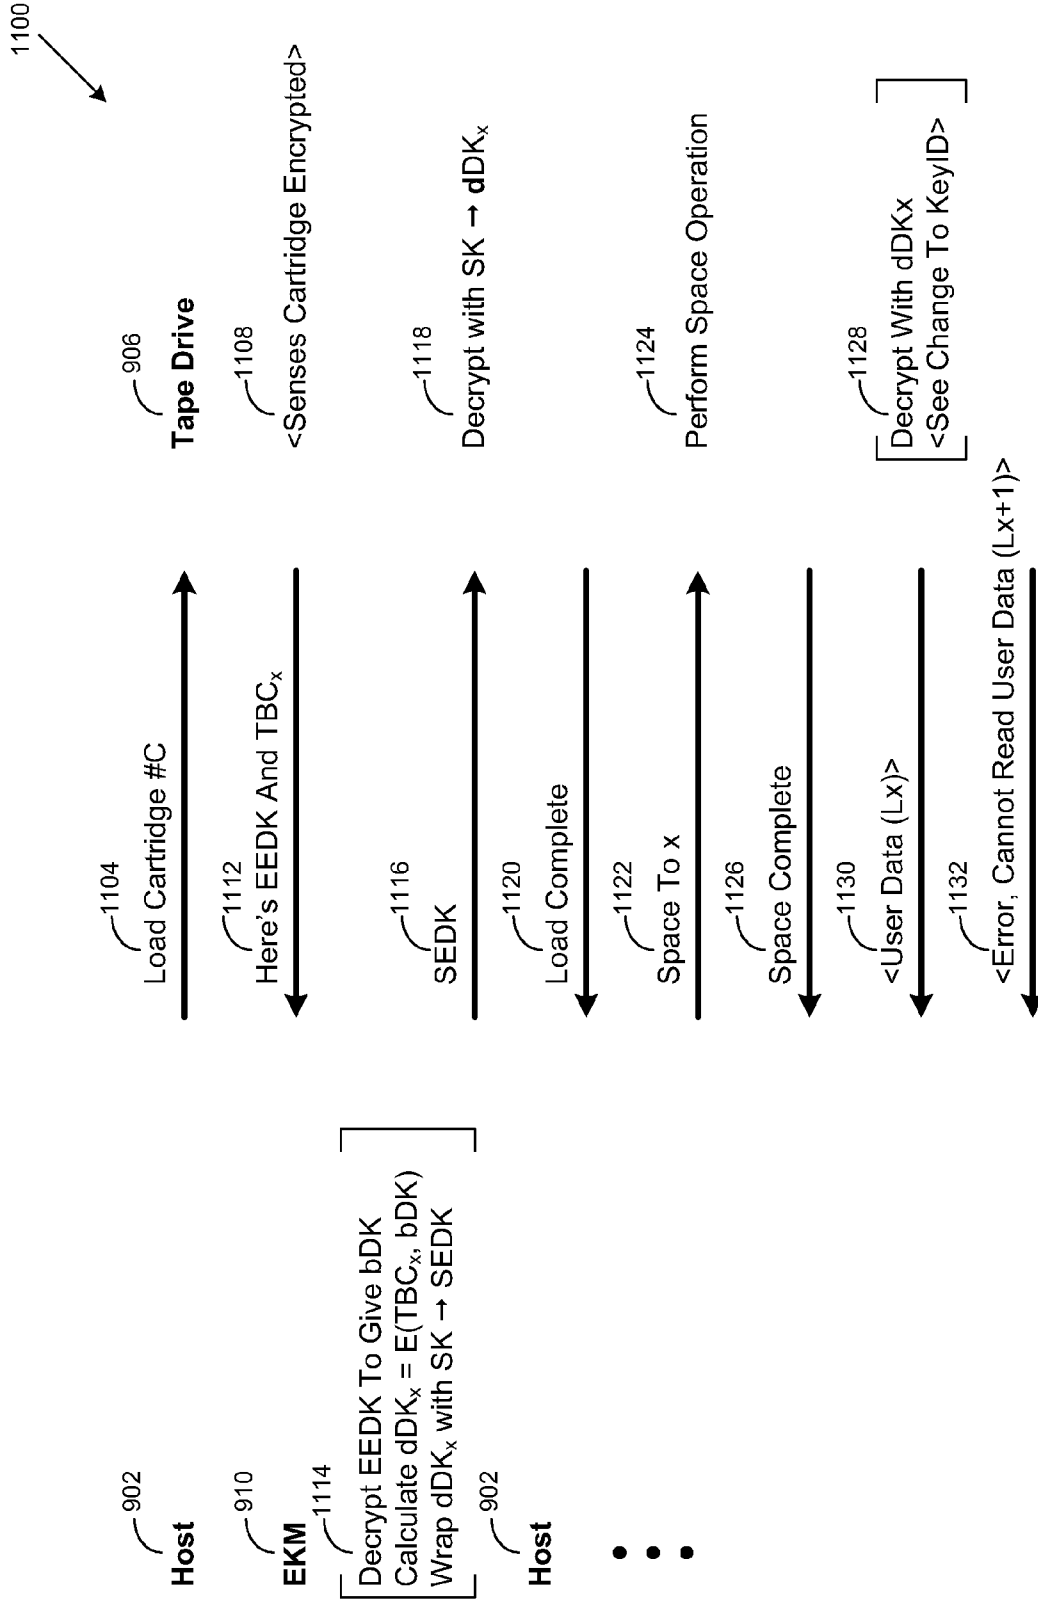 1100
902
Host
1104
Load Cartridge #C
906
Tape Drive
910
EKM
1112
Here's EEDK And TBCx
1108
<Senses Cartridge Encrypted>
1114
Decrypt EEDK To Give bDK
Calculate dDKx = E(TBCx, bDK)
Wrap dDKx with SK → SEDK
1116
SEDK
1118
Decrypt with SK → dDKx
902
Host
1120
Load Complete
1122
Space To x
1124
Perform Space Operation
1126
Space Complete
1130
<User Data (Lx)>
1128
Decrypt With dDKx
<See Change To KeyID>
1132
<Error, Cannot Read User Data (Lx+1)>